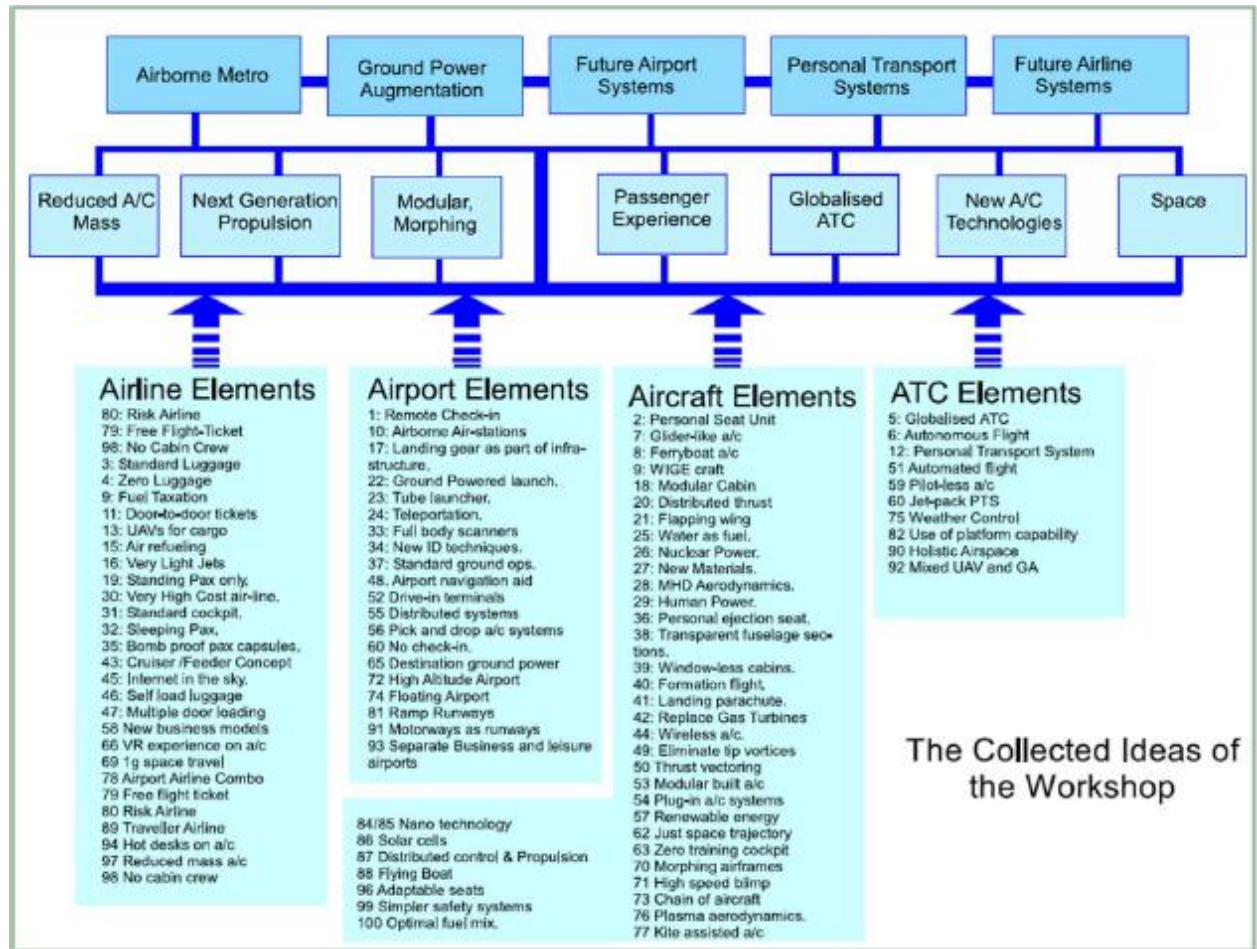 Airborne Metro
Ground Power
Augmentation
Future Airport
Systems
Personal Transport
Systems
Future Airline
Systems
Reduced A/C
Mass
Next Generation
Propulsion
Modular,
Morphing
Passenger
Experience
Globalised
ATC
New A/C
Technologies
Space
Airline Elements
80: Risk Airline
79: Free Flight-Ticket
98: No Cabin Crew
3: Standard Luggage
4: Zero Luggage
9: Fuel Taxation
11: Door-to-door tickets
13: UAVs for cargo
15: Air refueling
16: Very Light Jets
19: Standing Pax only.
30: Very High Cost air-line.
31: Standard cockpit.
32: Sleeping Pax.
35: Bomb proof pax capsules.
43: Cruiser /Feeder Concept
45: Internet in the sky.
46: Self load luggage
47: Multiple door loading
58 New business models
66 VR experience on a/c
69 1g space travel
78 Airport Airline Combo
79 Free flight ticket
80 Risk Airline
89 Traveller Airline
94 Hot desks on a/c
97 Reduced mass a/c
98 No cabin crew
Airport Elements
1: Remote Check-in
10: Airborne Air-stations
17: Landing gear as part of infra-
structure.
22: Ground Powered launch.
23: Tube launcher.
24: Teleportation.
33: Full body scanners
34: New ID techniques.
37: Standard ground ops.
48. Airport navigation aid
52 Drive-in terminals
55 Distributed systems
56 Pick and drop a/c systems
60 No check-in.
65 Destination ground power
72 High Altitude Airport
74 Floating Airport
81 Ramp Runways
91 Motorways as runways
93 Separate Business and leisure
airports
84/85 Nano technology
86 Solar cells
87 Distributed control & Propulsion
88 Flying Boat
96 Adaptable seats
99 Simpler safety systems
100 Optimal fuel mix.
Aircraft Elements
2: Personal Seat Unit
7: Glider-like a/c
8: Ferryboat a/c
9: WIGE craft
18: Modular Cabin
20: Distributed thrust
21: Flapping wing
25: Water as fuel.
26: Nuclear Power.
27: New Materials.
28: MHD Aerodynamics.
29: Human Power.
36: Personal ejection seat.
38: Transparent fuselage sec-
tions.
39: Window-less cabins.
40: Formation flight.
41: Landing parachute.
42: Replace Gas Turbines
44: Wireless a/c.
49: Eliminate tip vortices
50 Thrust vectoring
53 Modular built a/c
54 Plug-in a/c systems
57 Renewable energy
62 Just space trajectory
63 Zero training cockpit
70 Morphing airframes
71 High speed blimp
73 Chain of aircraft
76 Plasma aerodynamics.
77 Kite assisted a/c
ATC Elements
5: Globalised ATC
6: Autonomous Flight
12: Personal Transport System
51 Automated flight
59 Pilot-less a/c
60 Jet-pack PTS
75 Weather Control
82 Use of platform capability
90 Holistic Airspace
92 Mixed UAV and GA
The Collected Ideas of
the Workshop